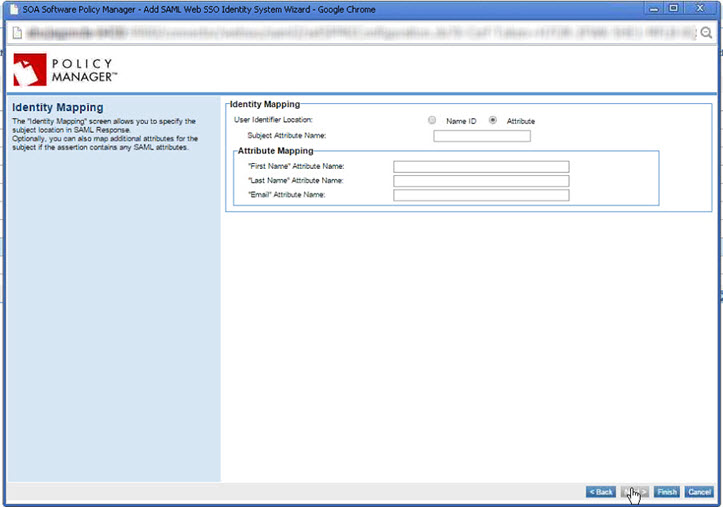 SOA Software Policy Manager - Add SAML Web SSO Identity System Wizard - Google Chrome
POLICY
MANAGER™
Identity Mapping
The "Identity Mapping" screen allows you to specify the
subject location in SAML Response.
Optionally, you can also map additional attributes for the
subject if the assertion contains any SAML attributes.
Identity Mapping
User Identifier Location: Name ID Attribute
Subject Attribute Name:
Attribute Mapping
"First Name" Attribute Name:
"Last Name" Attribute Name:
"Email" Attribute Name:
< Back Finish Cancel